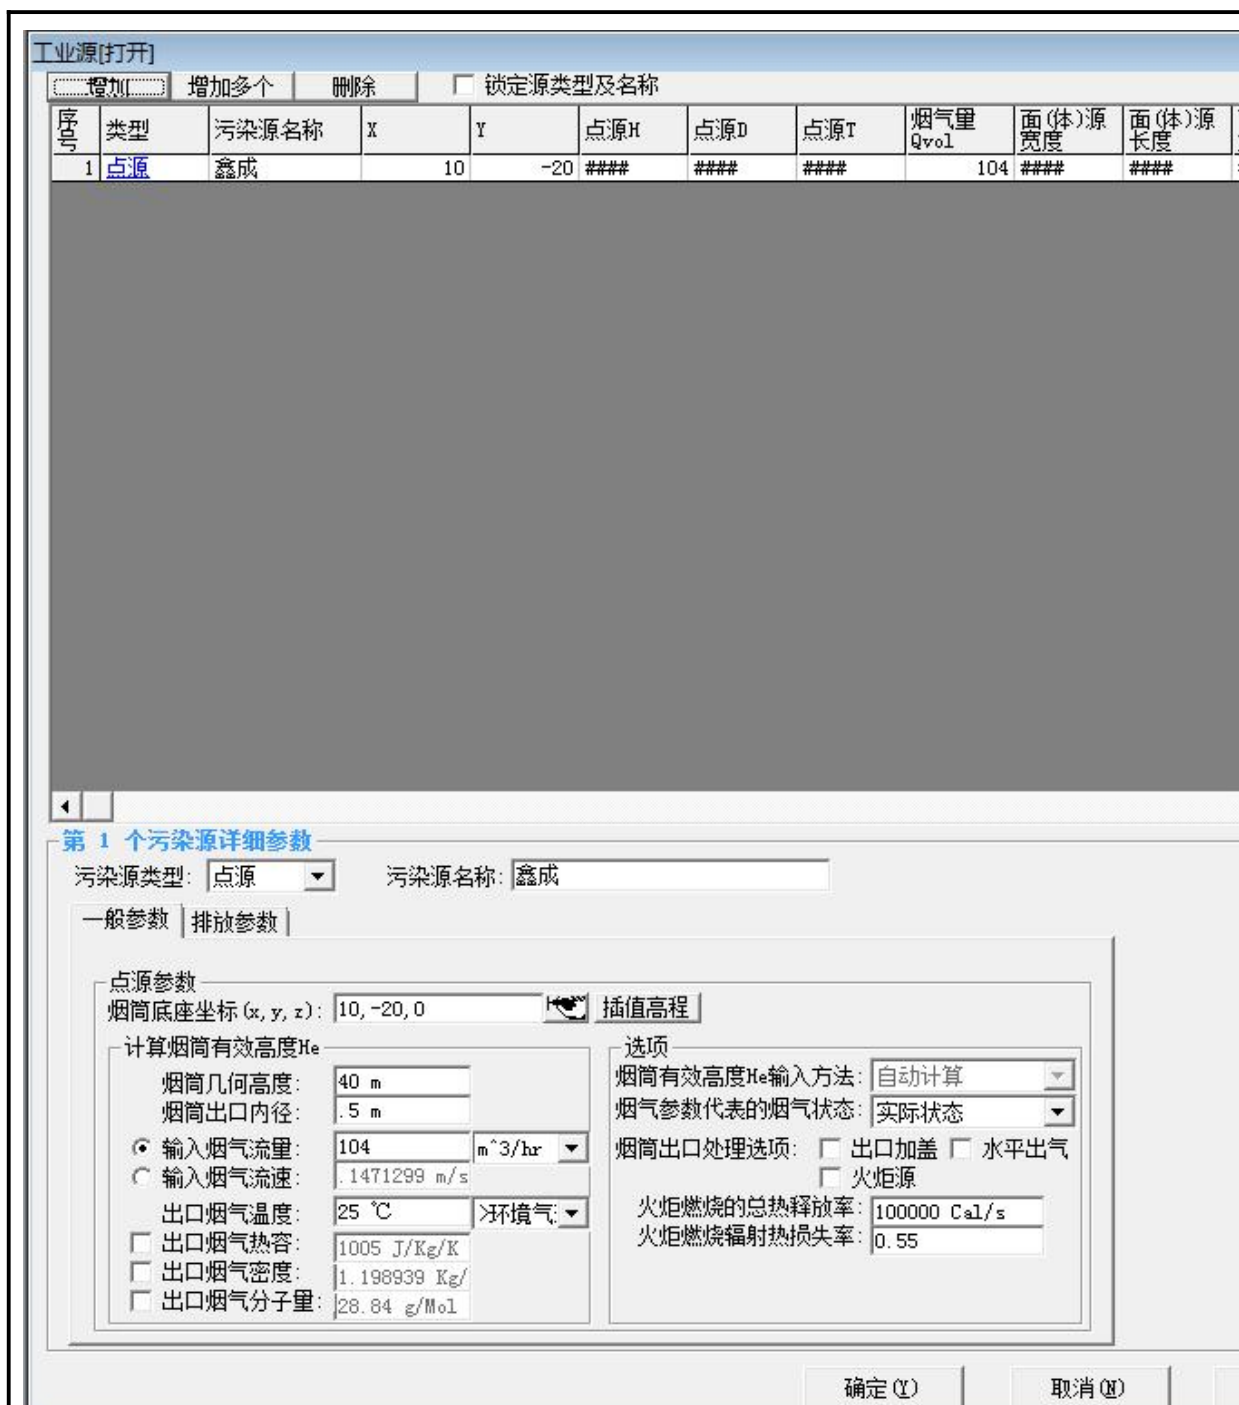 工业源[打开]
增加 增加多个 删除 锁定源类型及名称
序号 类型 污染源名称 X Y 点源H 点源D 点源T 烟气量Qvol 面(体)源宽度 面(体)源长度
1 点源 鑫成 10 -20 #### #### #### 104 #### ####
第 1 个污染源详细参数
污染源类型: 点源 污染源名称: 鑫成
一般参数 排放参数
点源参数
烟筒底座坐标(x,y,z): 10,-20,0 插值高程
计算烟筒有效高度He 选项
烟筒几何高度: 40 m 烟筒有效高度He输入方法: 自动计算
烟筒出口内径: .5 m 烟气参数代表的烟气状态: 实际状态
输入烟气流量: 104 m^3/hr 烟筒出口处理选项: 出口加盖 水平出气
输入烟气流速: .1471299 m/s 火炬源
出口烟气温度: 25 ℃ >环境气: 火炬燃烧的总热释放率: 100000 Cal/s
出口烟气热容: 1005 J/Kg/K 火炬燃烧辐射热损失率: 0.55
出口烟气密度: 1.198939 Kg/
出口烟气分子量: 28.84 g/Mol
确定(Y) 取消(N)